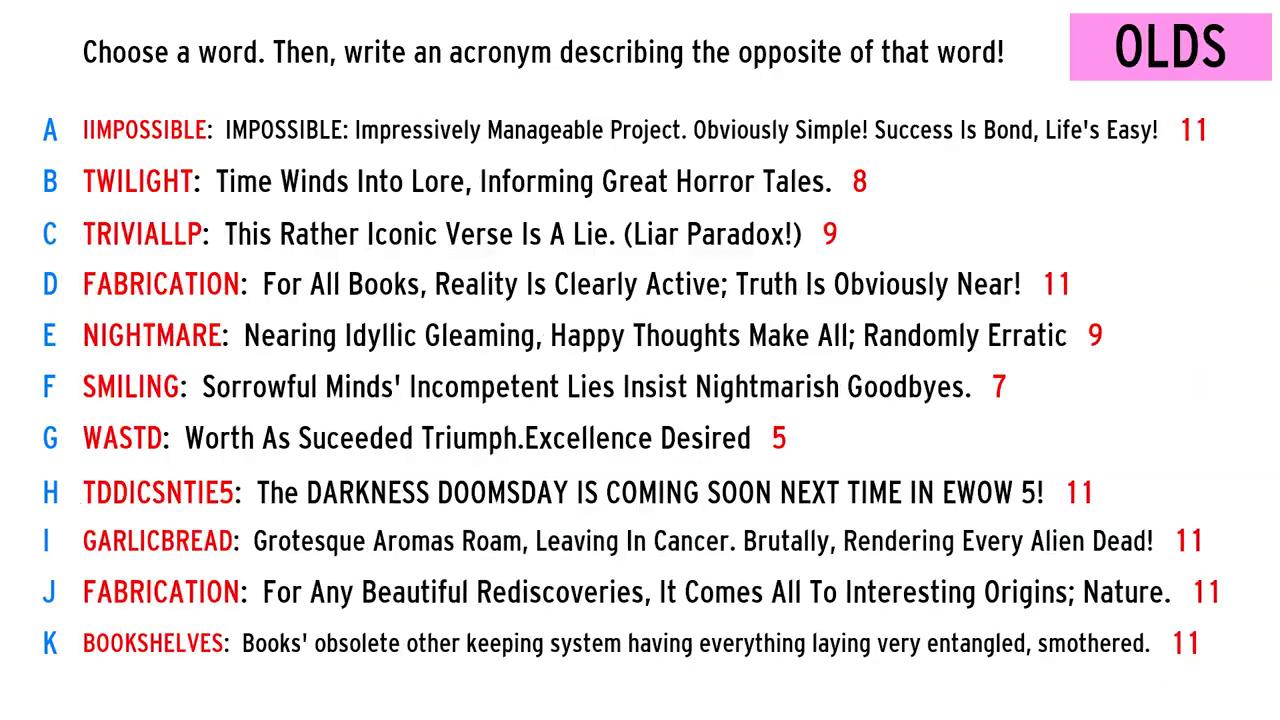 Choose a word. Then, write an acronym describing the opposite of that word!
OLDS
A IIMPOSSIBLE: IMPOSSIBLE: Impressively Manageable Project. Obviously Simple! Success Is Bond, Life's Easy! 11
B TWILIGHT: Time Winds Into Lore, Informing Great Horror Tales. 8
C TRIVIALLP: This Rather Iconic Verse Is A Lie. (Liar Paradox!) 9
D FABRICATION: For All Books, Reality Is Clearly Active; Truth Is Obviously Near! 11
E NIGHTMARE: Nearing Idyllic Gleaming, Happy Thoughts Make All; Randomly Erratic 9
F SMILING: Sorrowful Minds' Incompetent Lies Insist Nightmarish Goodbyes. 7
G WASTD: Worth As Suceeded Triumph.Excellence Desired 5
H TDDICSNTIE5: The DARKNESS DOOMSDAY IS COMING SOON NEXT TIME IN EWOW 5! 11
I GARLICBREAD: Grotesque Aromas Roam, Leaving In Cancer. Brutally, Rendering Every Alien Dead! 11
J FABRICATION: For Any Beautiful Rediscoveries, It Comes All To Interesting Origins; Nature. 11
K BOOKSHELVES: Books' obsolete other keeping system having everything laying very entangled, smothered. 11